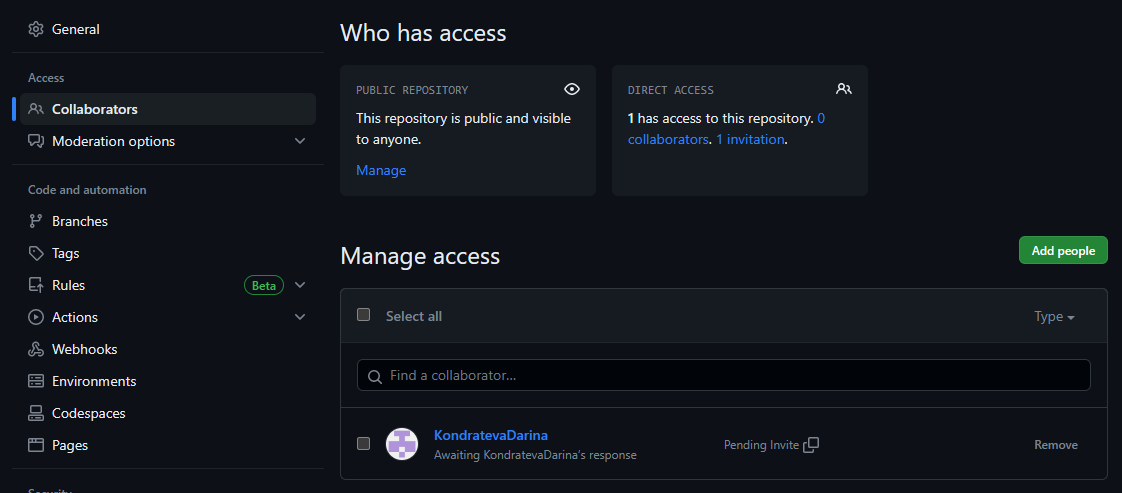 General
Access
Collaborators
Moderation options
Code and automation
Branches
Tags
Rules Beta
Actions
Webhooks
Environments
Codespaces
Pages
Security
Who has access
PUBLIC REPOSITORY
This repository is public and visible
to anyone.
Manage
DIRECT ACCESS
1 has access to this repository. 0
collaborators. 1 invitation.
Manage access
Add people
Select all
Type
Find a collaborator...
KondratevaDarina
Awaiting KondratevaDarina's response
Pending Invite
Remove